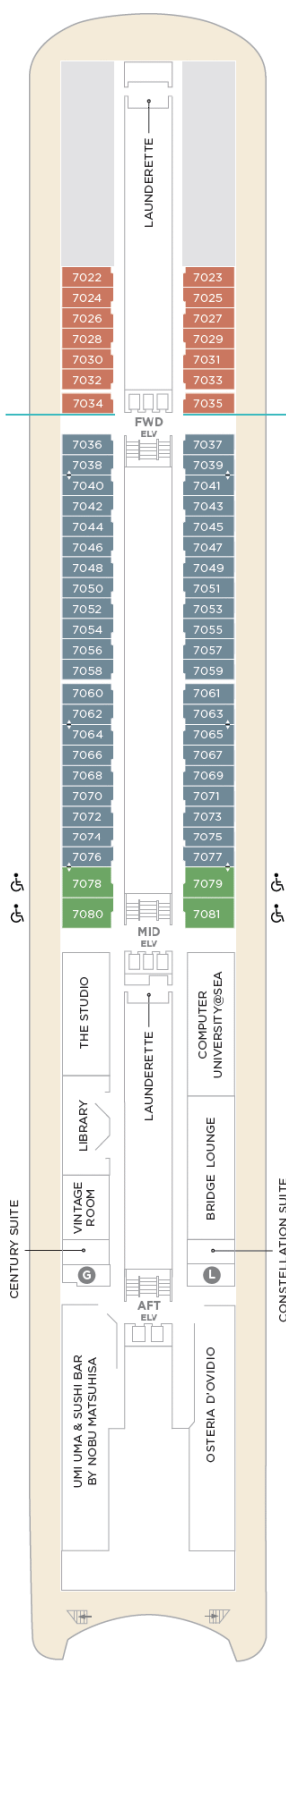 LAUNDERETTE
7022 7023
7024 7025
7026 7027
7028 7029
7030 7031
7032 7033
7034 7035
FWD
ELV
7036 7037
7038 7039
7040 7041
7042 7043
7044 7045
7046 7047
7048 7049
7050 7051
7052 7053
7054 7055
7056 7057
7058 7059
7060 7061
7062 7063
7064 7065
7066 7067
7068 7069
7070 7071
7072 7073
7074 7075
7076 7077
7078 7079
7080 7081
MID
ELV
THE STUDIO
COMPUTER
UNIVERSITY@SEA
LAUNDERETTE
LIBRARY
BRIDGE LOUNGE
VINTAGE
ROOM
CENTURY SUITE
CONSTELLATION SUITE
G
L
AFT
ELV
UMI UMA & SUSHI BAR
BY NOBU MATSUHISA
OSTERIA D'OVIDIO